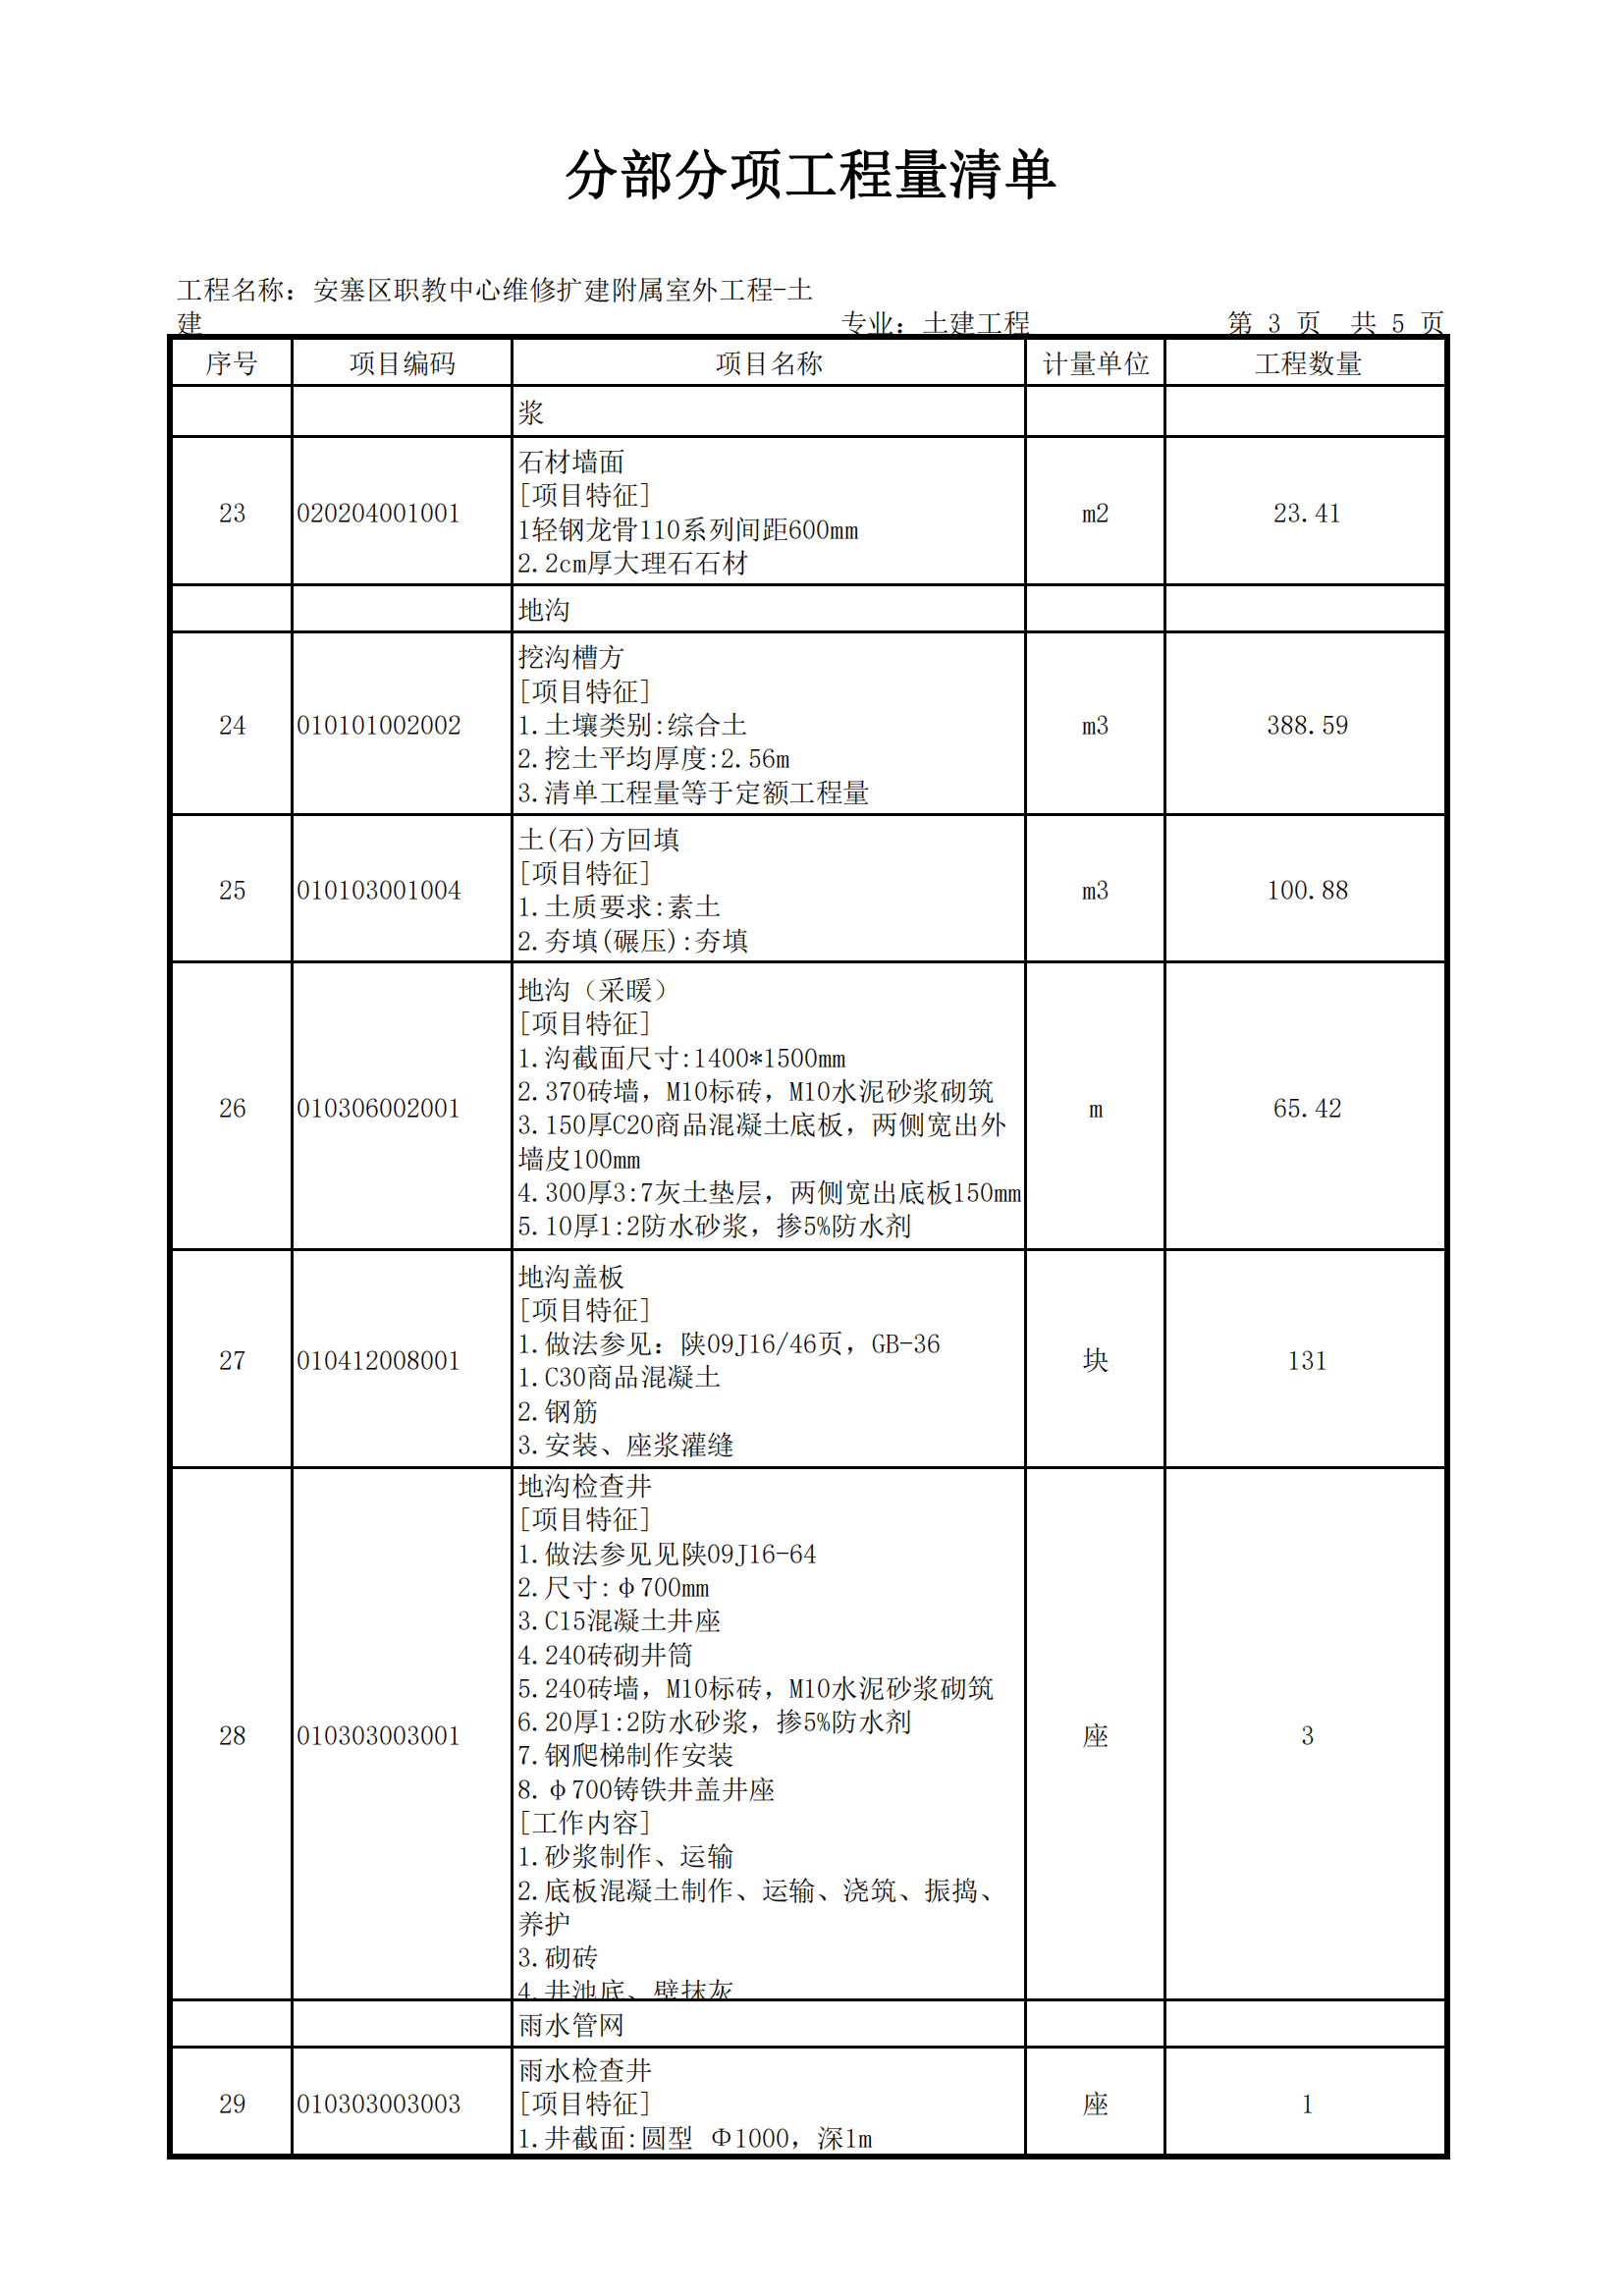 分部分项工程量清单
工程名称：安塞区职教中心维修扩建附属室外工程-土
建 专业：土建工程 第 3 页 共 5 页
序号 项目编码 项目名称 计量单位 工程数量
浆
石材墙面
[项目特征]
23 020204001001 m2 23.41
1轻钢龙骨110系列间距600mm
2.2cm厚大理石石材
地沟
挖沟槽方
[项目特征]
24 010101002002 1.土壤类别:综合土 m3 388.59
2.挖土平均厚度:2.56m
3.清单工程量等于定额工程量
土(石)方回填
[项目特征]
25 010103001004 m3 100.88
1.土质要求:素土
2.夯填(碾压):夯填
地沟（采暖）
[项目特征]
1.沟截面尺寸:1400*1500mm
2.370砖墙，M10标砖，M10水泥砂浆砌筑
26 010306002001 m 65.42
3.150厚C20商品混凝土底板，两侧宽出外
墙皮100mm
4.300厚3:7灰土垫层，两侧宽出底板150mm
5.10厚1:2防水砂浆，掺5%防水剂
地沟盖板
[项目特征]
1.做法参见：陕09J16/46页，GB-36
27 010412008001 块 131
1.C30商品混凝土
2.钢筋
3.安装、座浆灌缝
地沟检查井
[项目特征]
1.做法参见见陕09J16-64
2.尺寸:φ700mm
3.C15混凝土井座
4.240砖砌井筒
5.240砖墙，M10标砖，M10水泥砂浆砌筑
6.20厚1:2防水砂浆，掺5%防水剂
28 010303003001 座 3
7.钢爬梯制作安装
8.φ700铸铁井盖井座
[工作内容]
1.砂浆制作、运输
2.底板混凝土制作、运输、浇筑、振捣、
养护
3.砌砖
4.井池底、壁抹灰
雨水管网
雨水检查井
29 010303003003 [项目特征] 座 1
1.井截面:圆型 Φ1000，深1m